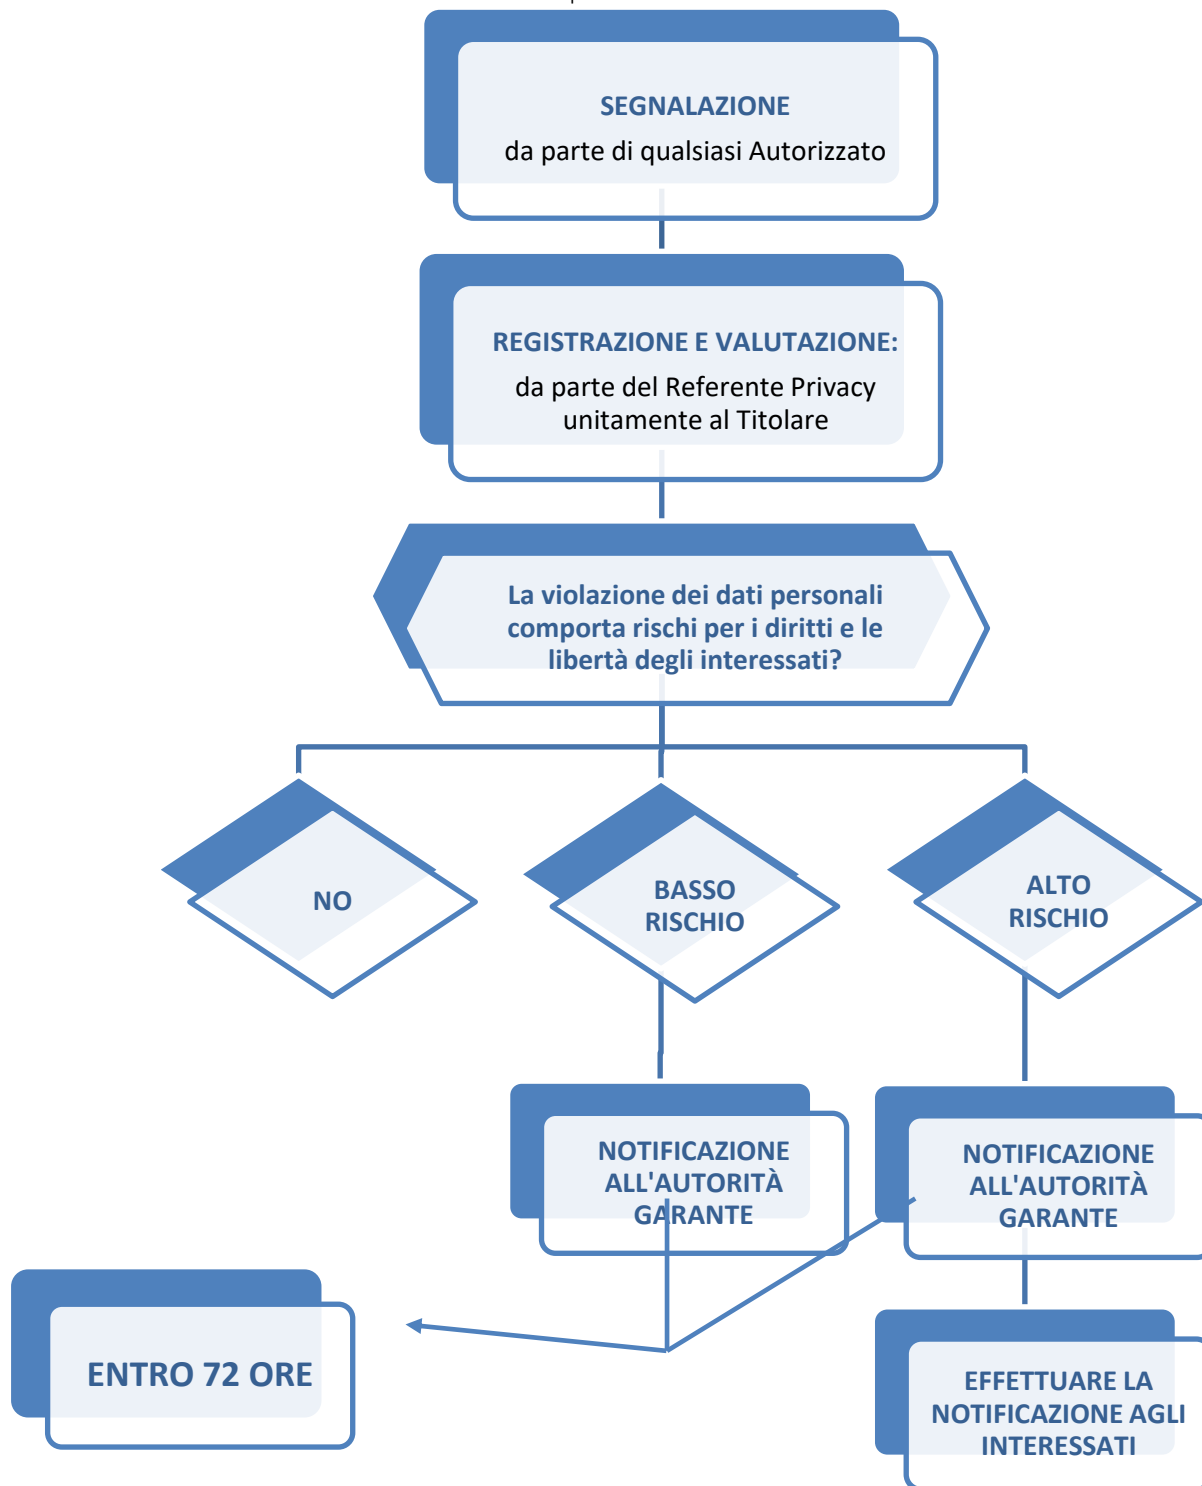 SEGNALAZIONE
da parte di qualsiasi Autorizzato
REGISTRAZIONE E VALUTAZIONE:
da parte del Referente Privacy
unitamente al Titolare
La violazione dei dati personali
comporta rischi per i diritti e le
libertà degli interessati?
NO
BASSO
RISCHIO
ALTO
RISCHIO
NOTIFICAZIONE
ALL'AUTORITÀ
GARANTE
NOTIFICAZIONE
ALL'AUTORITÀ
GARANTE
ENTRO 72 ORE
EFFETTUARE LA
NOTIFICAZIONE AGLI
INTERESSATI